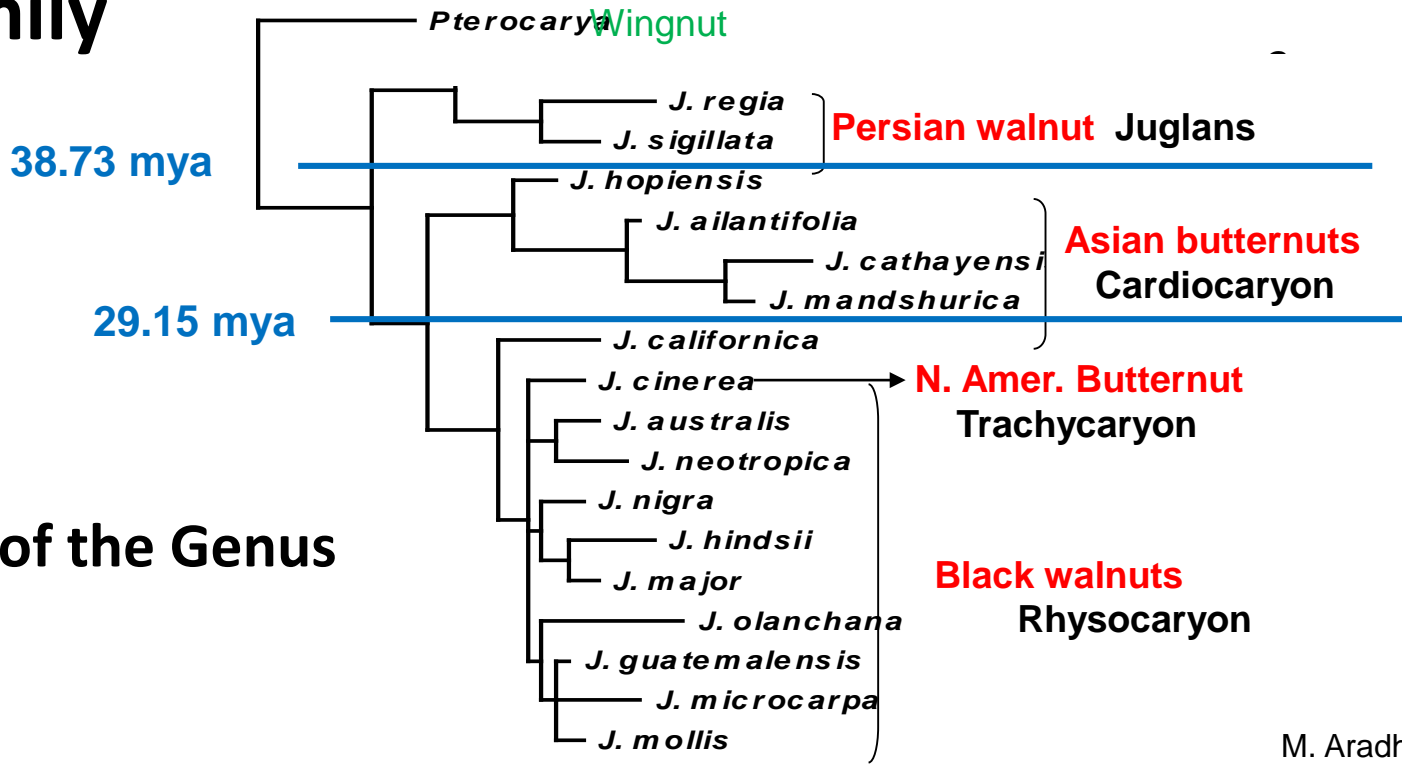 nily
Pterocarya Wingnut
J. regia
J. sigillata
Persian walnut Juglans
38.73 mya
J. hopiensis
J. ailantifolia
J. cathayensi
J. mandshurica
Asian butternuts
Cardiocaryon
29.15 mya
J. californica
J. cinerea
N. Amer. Butternut
Trachycaryon
J. australis
J. neotropica
J. nigra
of the Genus
J. hindsii
J. major
Black walnuts
Rhysocaryon
J. olanchana
J. guatemalensis
J. microcarpa
J. mollis
M. Aradh